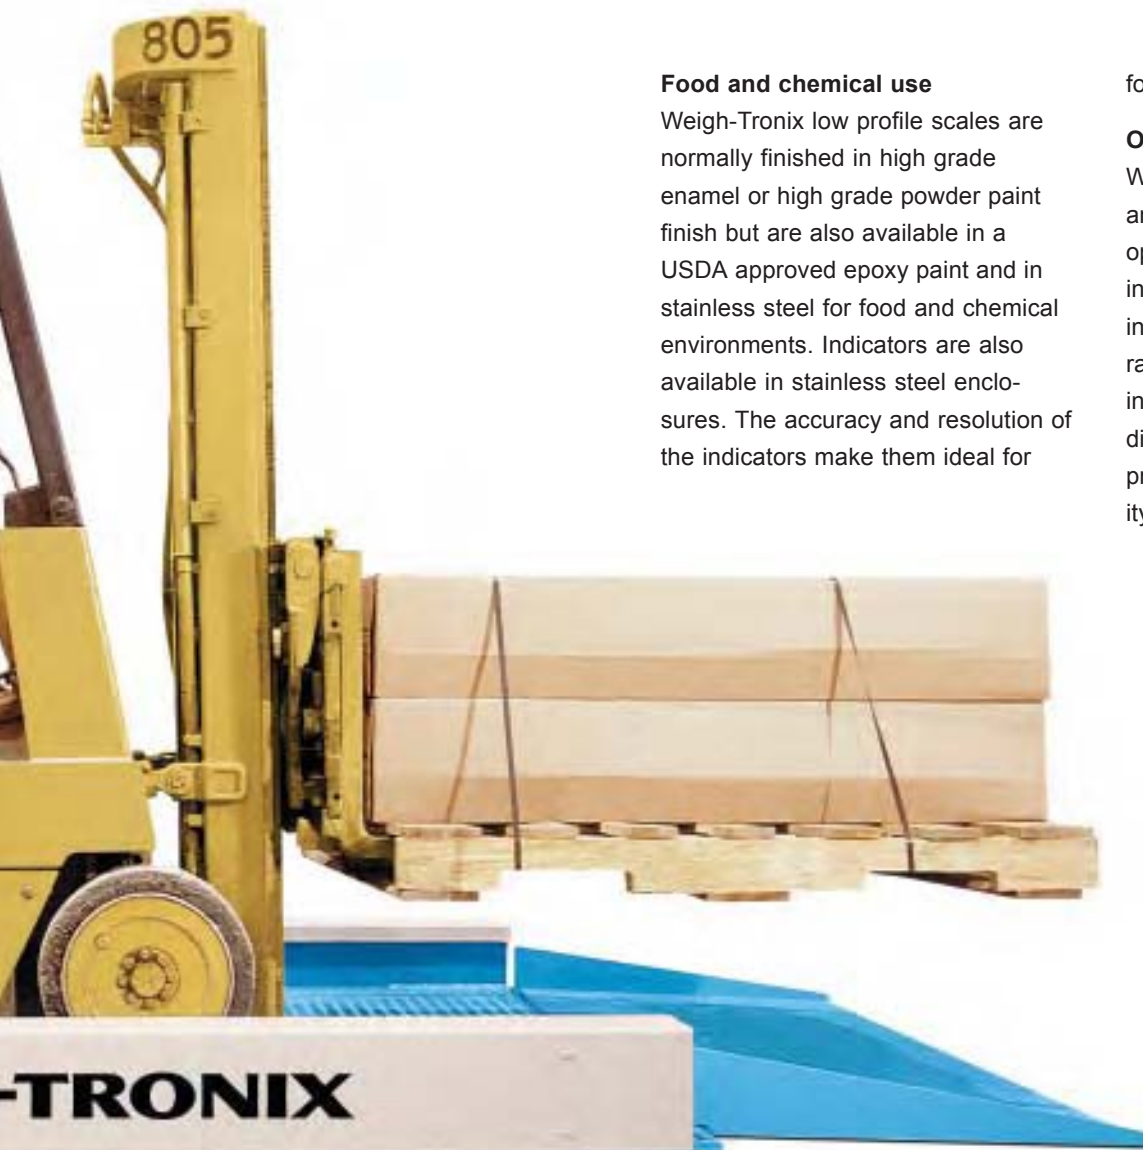 805
Food and chemical use
Weigh-Tronix low profile scales are
normally finished in high grade
enamel or high grade powder paint
finish but are also available in a
USDA approved epoxy paint and in
stainless steel for food and chemical
environments. Indicators are also
available in stainless steel enclo-
sures. The accuracy and resolution of
the indicators make them ideal for
-TRONIX